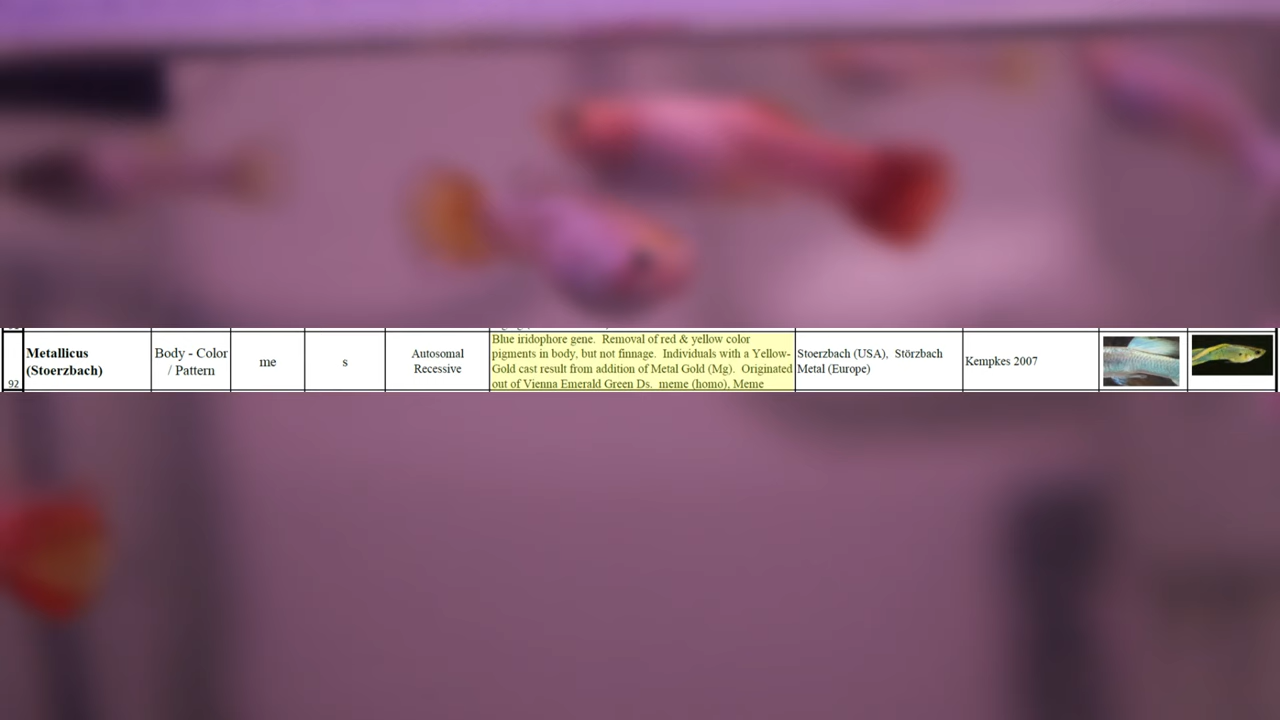 Metallicus
(Stoerzbach)
92
Body - Color
/ Pattern
me
s
Autosomal
Recessive
Blue iridophore gene. Removal of red & yellow color
pigments in body, but not finnage. Individuals with a Yellow-
Gold cast result from addition of Metal Gold (Mg). Originated
out of Vienna Emerald Green Ds. meme (homo), Meme
Stoerzbach (USA), Störzbach
Metal (Europe)
Kempkes 2007